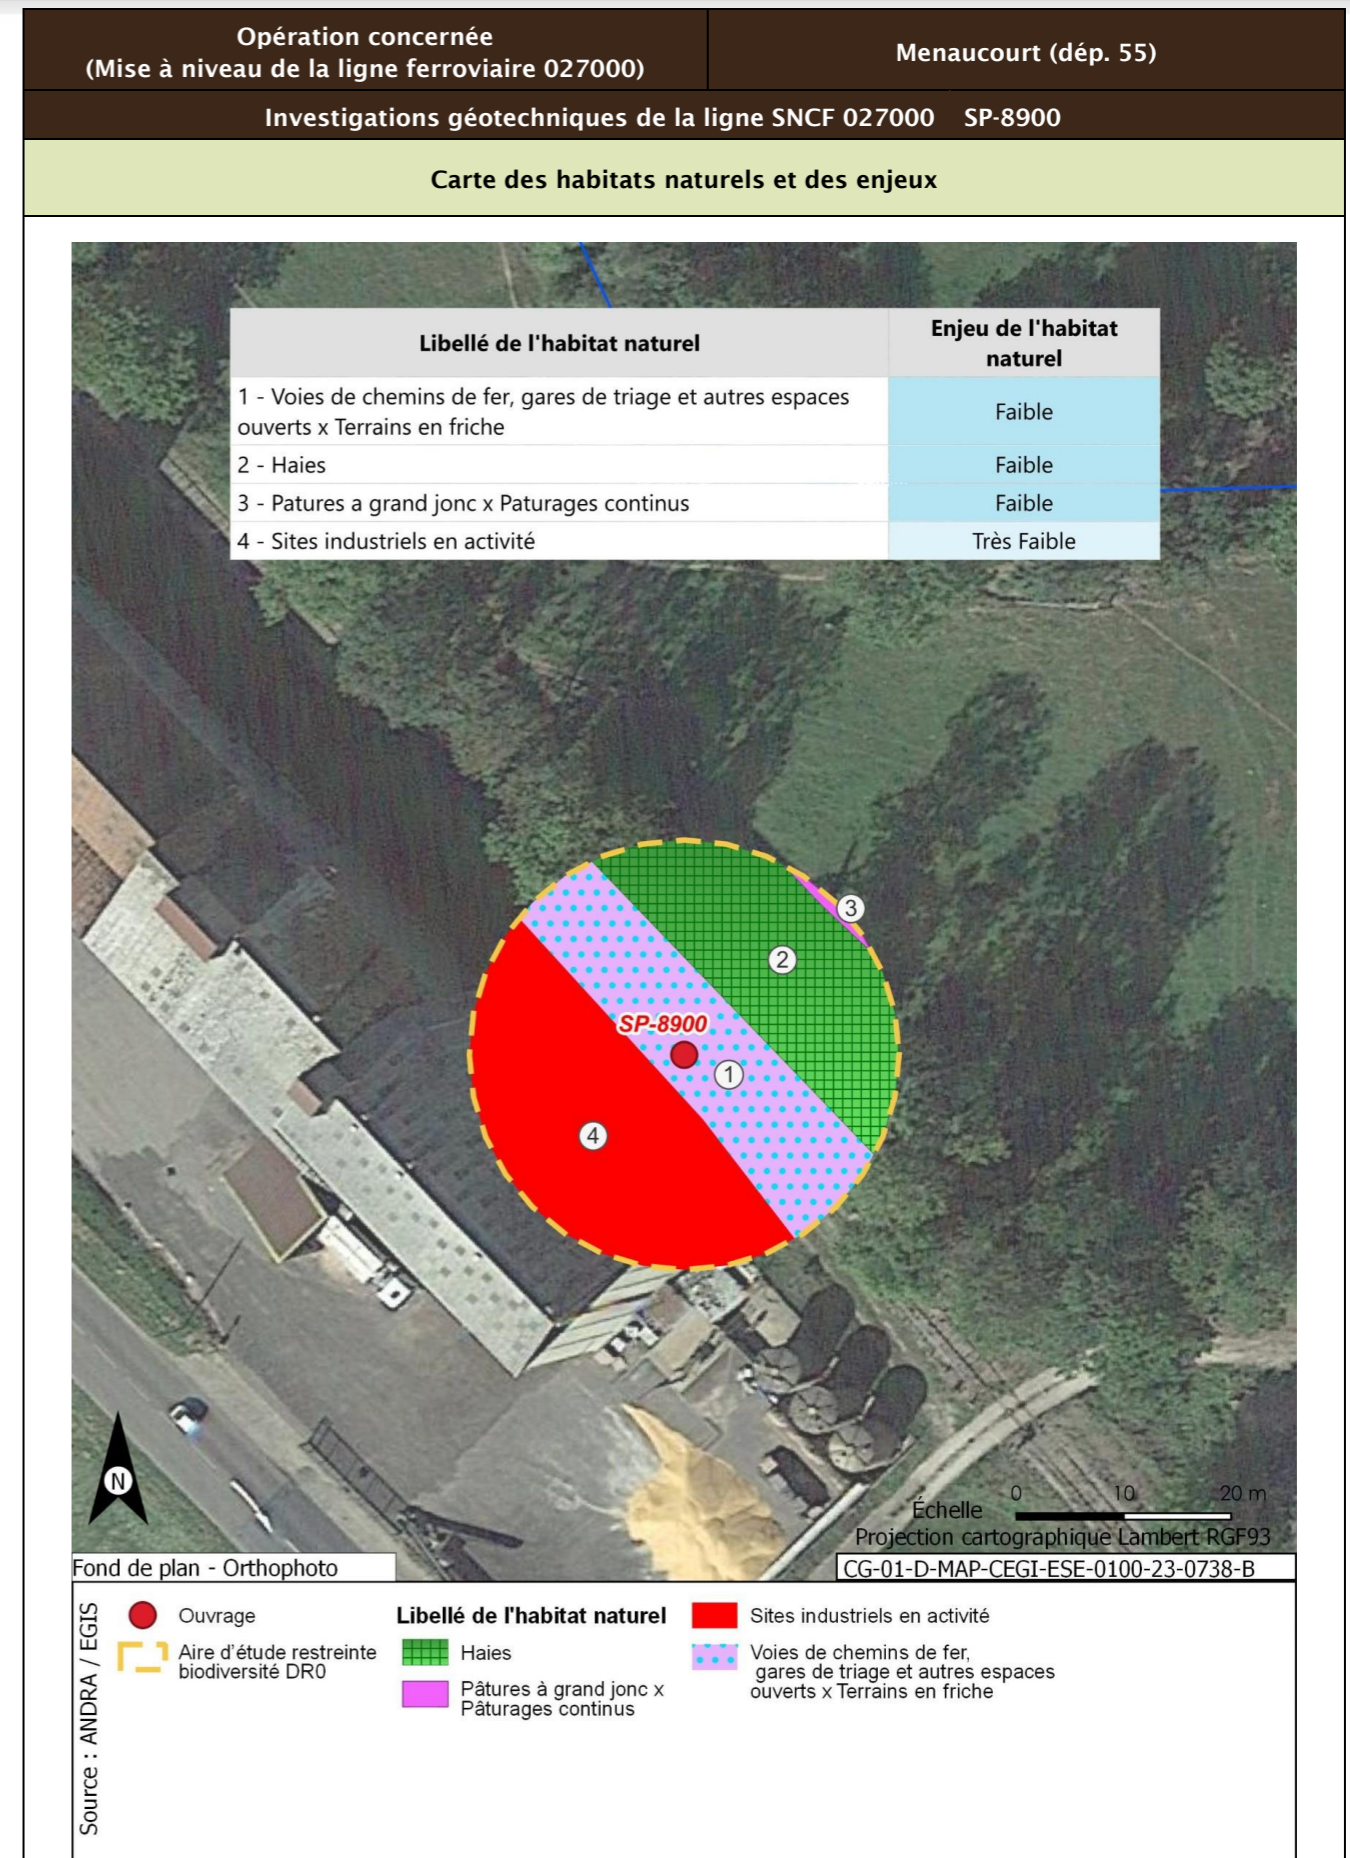 Opération concernée
(Mise à niveau de la ligne ferroviaire 027000)
Menaucourt (dép. 55)
Investigations géotechniques de la ligne SNCF 027000 SP-8900
Carte des habitats naturels et des enjeux
Libellé de l'habitat naturel
Enjeu de l'habitat
naturel
1 - Voies de chemins de fer, gares de triage et autres espaces
ouverts x Terrains en friche
Faible
2 - Haies
Faible
3 - Patures a grand jonc x Paturages continus
Faible
4 - Sites industriels en activité
Très Faible
3
2
SP-8900
1
4
N
0 10 20 m
Échelle
Projection cartographique Lambert RGF93
Fond de plan - Orthophoto
CG-01-D-MAP-CEGI-ESE-0100-23-0738-B
Source : ANDRA / EGIS
Ouvrage
Aire d'étude restreinte
biodiversité DR0
Libellé de l'habitat naturel
Haies
Pâtures à grand jonc x
Pâturages continus
Sites industriels en activité
Voies de chemins de fer,
gares de triage et autres espaces
ouverts x Terrains en friche